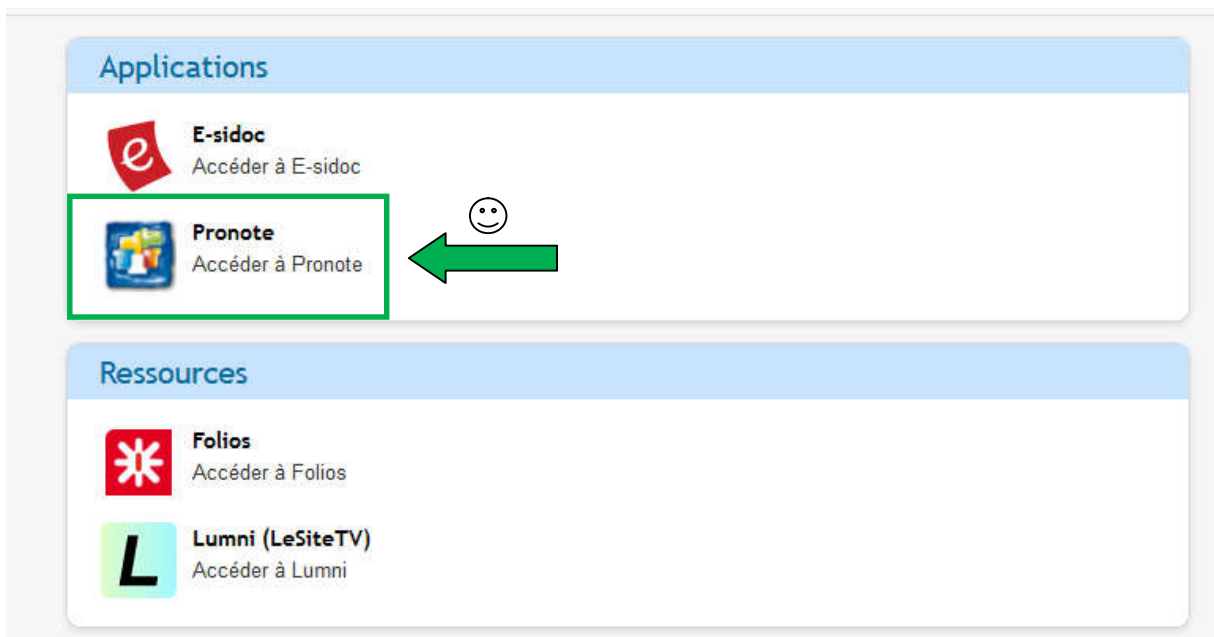 Applications
E-sidoc
Accéder à E-sidoc
Pronote
Accéder à Pronote
Ressources
Folios
Accéder à Folios
Lumni (LeSiteTV)
Accéder à Lumni